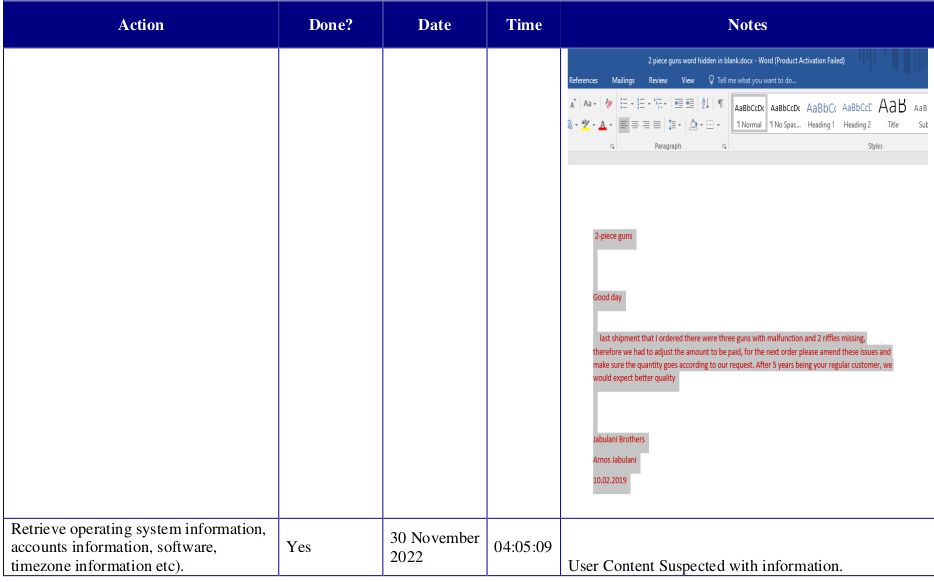 Action Done? Date Time Notes
2 piece guns word hidden in blank.docx - Word (Product Activation Failed)
References Mailings Review View Tell me what you want to do...
Aa
AaBbCcDc AaBbCcDc AaBbCc AaBbCcC AaB AaB
¶ Normal ¶ No Spac... Heading 1 Heading 2 Title Sub
Paragraph Styles
2-piece guns
Good day
last shipment that I ordered there were three guns with malfunction and 2 riffles missing,
therefore we had to adjust the amount to be paid, for the next order please amend these issues and
make sure the quantity goes according to our request. After 5 years being your regular customer, we
would expect better quality
Jabulani Brothers
Arnos Jabulani
10.02.2019
Retrieve operating system information,
accounts information, software,
timezone information etc).
Yes
30 November
2022
04:05:09
User Content Suspected with information.